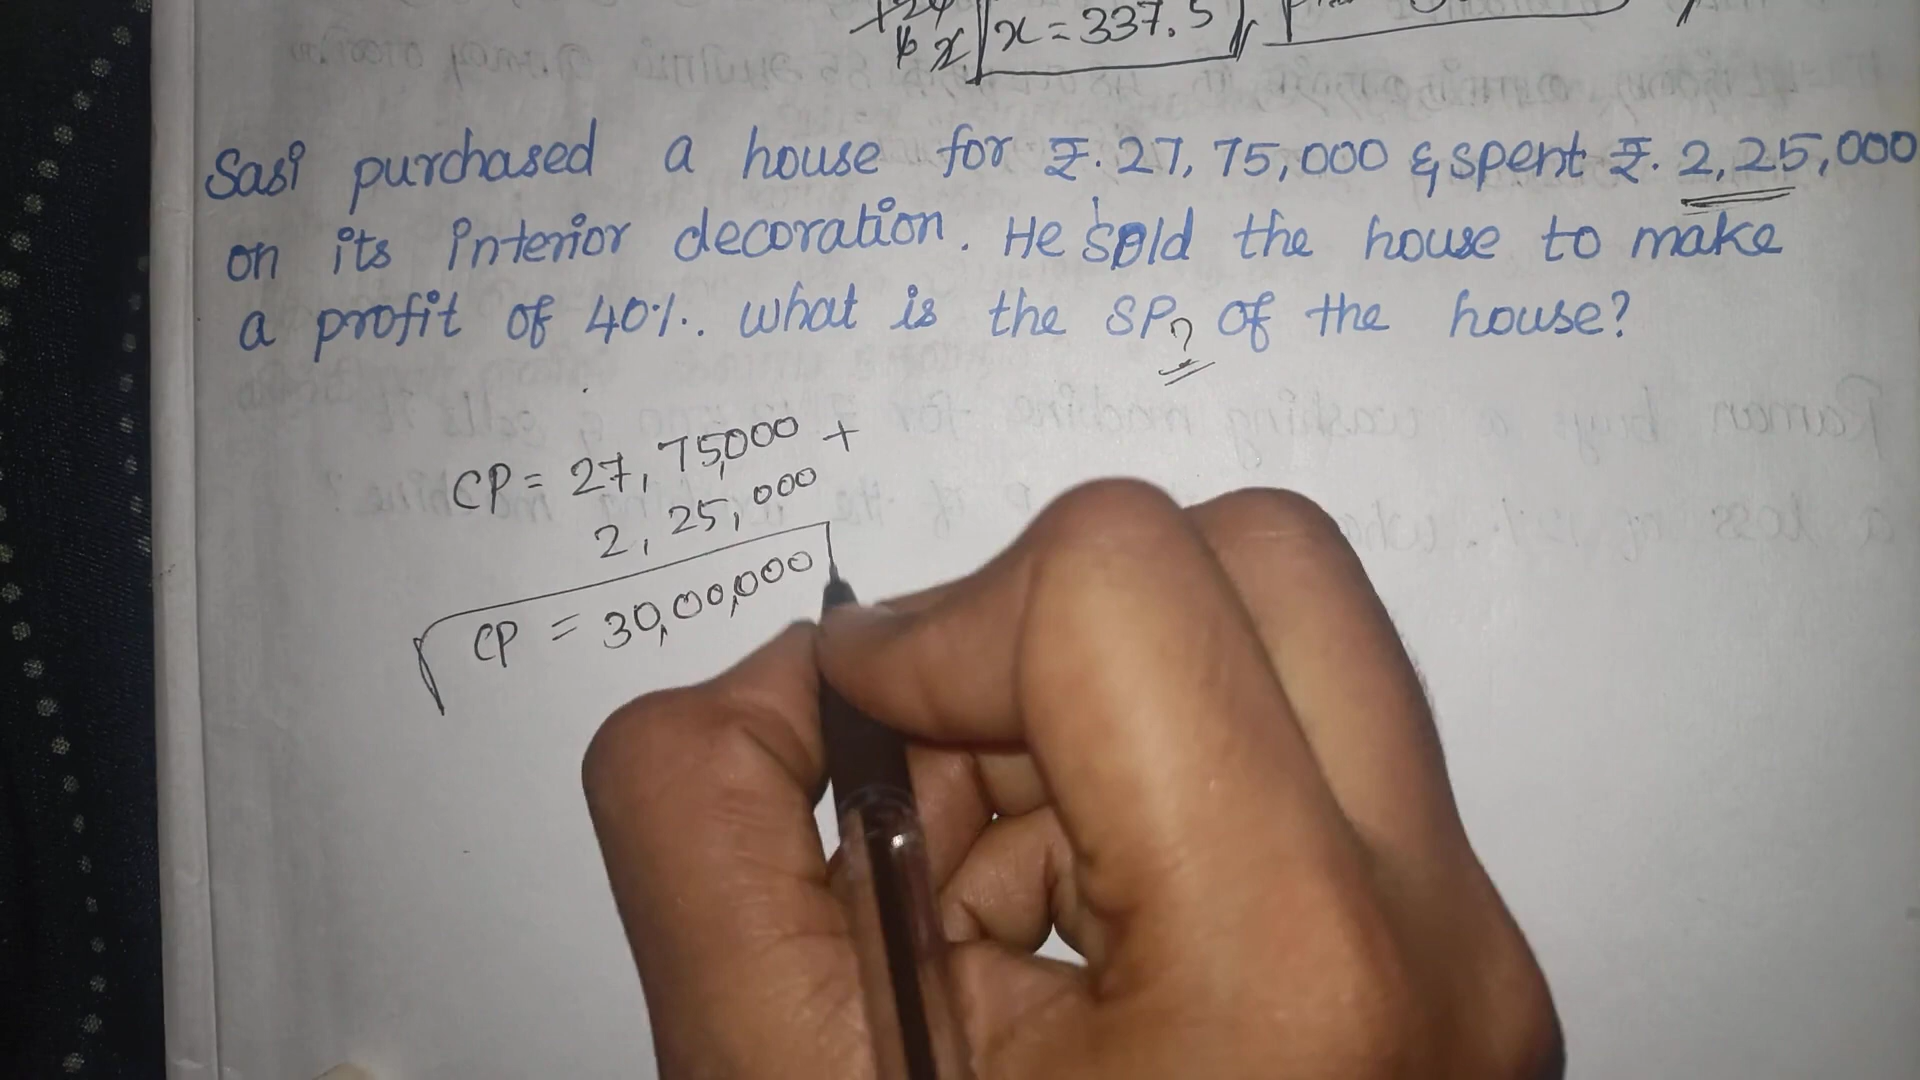 x = 337.5
Sasi purchased a house for ₹. 27,75,000 & spent ₹. 2,25,000
on its interior decoration. He sold the house to make
a profit of 40%. what is the SP? of the house?
CP = 27,75,000 +
2,25,000
CP = 30,00,000